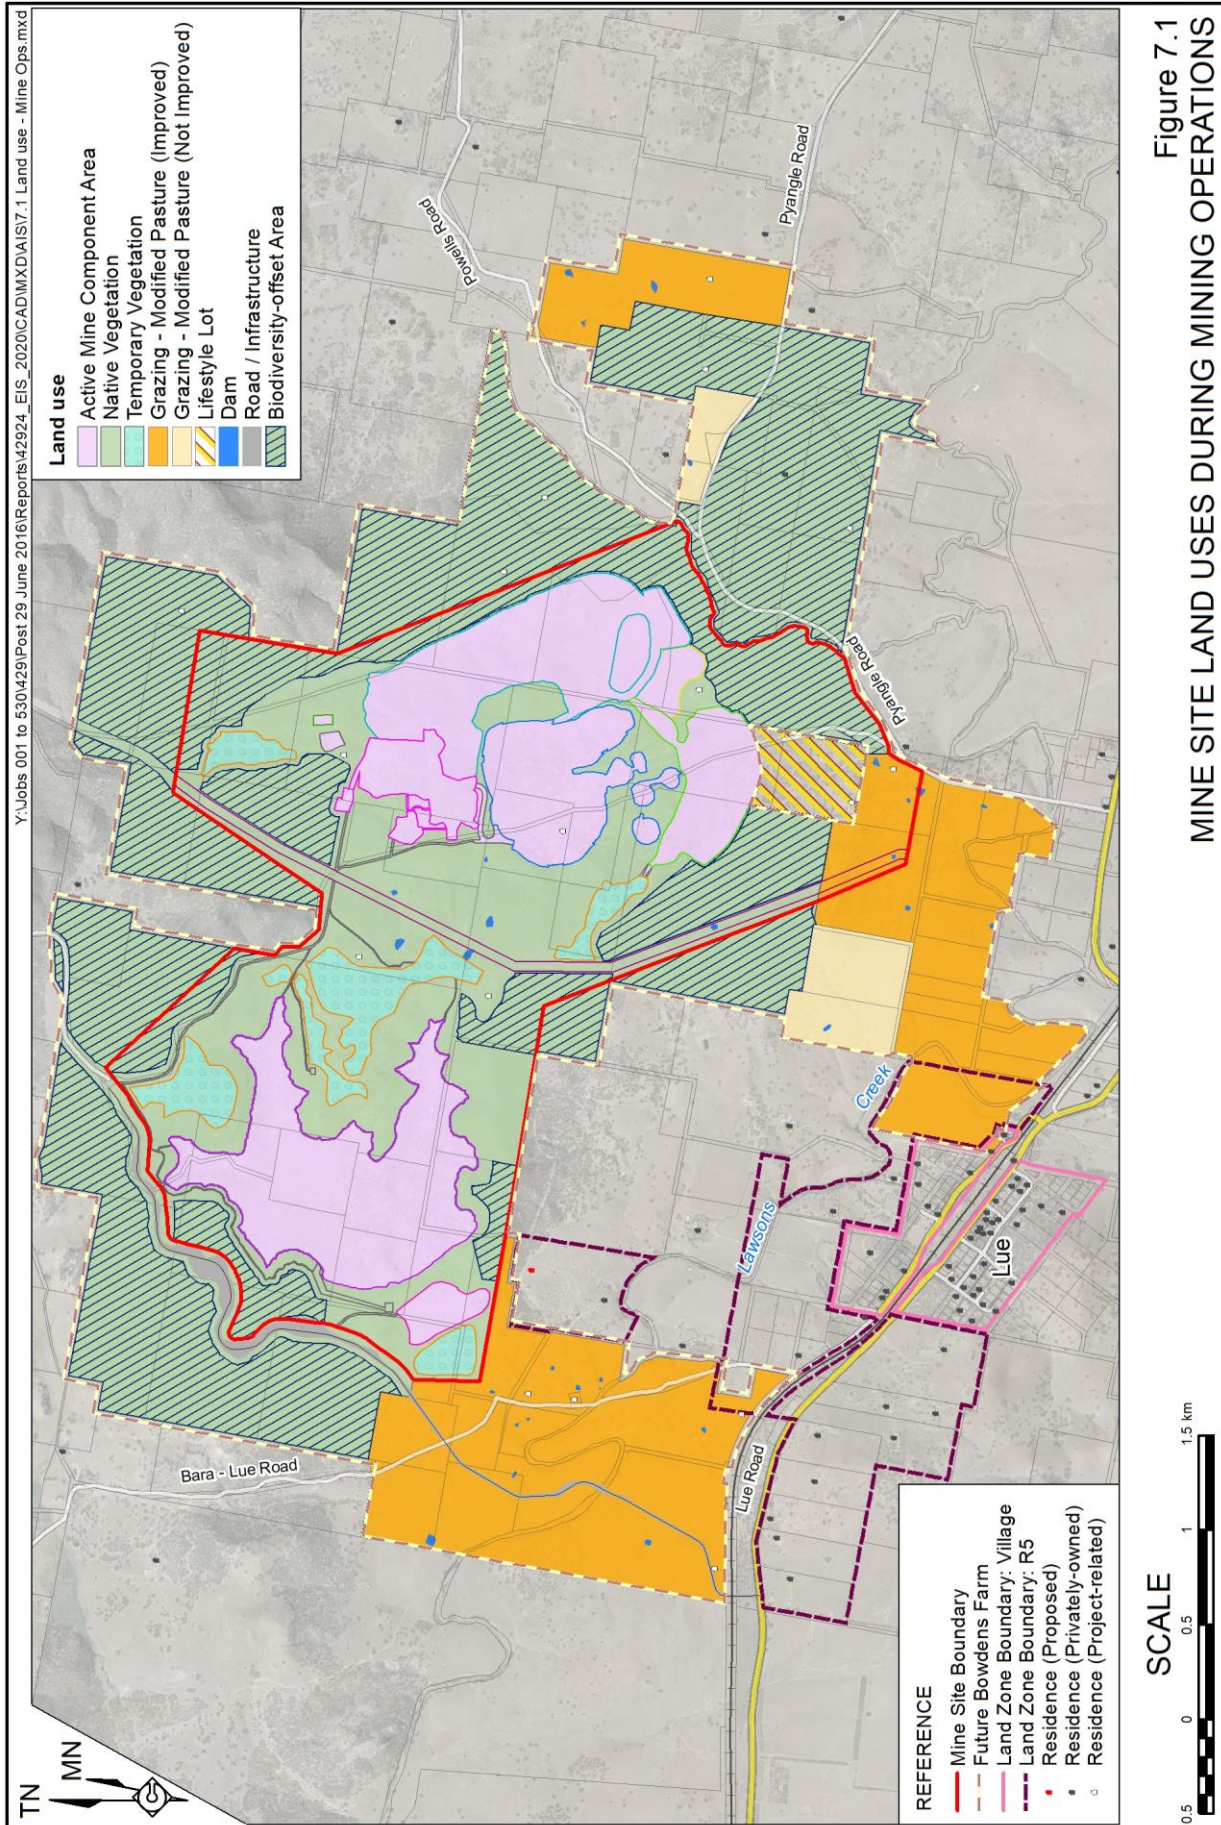 Y:\Jobs 001 to 530\429\Post 29 June 2016\Reports\42924_EIS_2020\CAD\MXD\AIS\7.1 Land use - Mine Ops.mxd
TN
MN
Land use
Active Mine Component Area
Native Vegetation
Temporary Vegetation
Grazing - Modified Pasture (Improved)
Grazing - Modified Pasture (Not Improved)
Lifestyle Lot
Dam
Road / Infrastructure
Biodiversity-offset Area
Powells Road
Pyangle Road
Pyangle Road
Bara - Lue Road
Lawsons
Creek
Lue Road
Lue
REFERENCE
Mine Site Boundary
Future Bowdens Farm
Land Zone Boundary: Village
Land Zone Boundary: R5
Residence (Proposed)
Residence (Privately-owned)
Residence (Project-related)
SCALE
0.5 0 0.5 1 1.5 km
Figure 7.1
MINE SITE LAND USES DURING MINING OPERATIONS